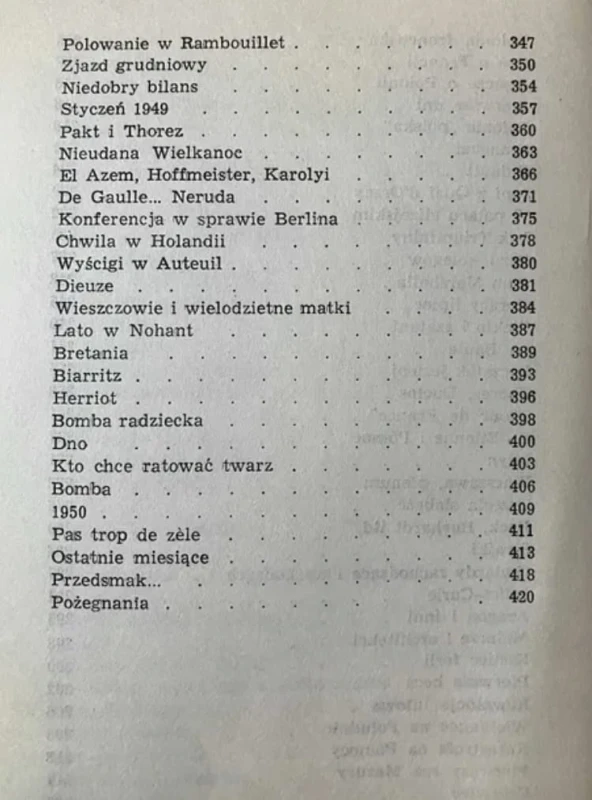 Polowanie w Rambouillet . . . . . . . 347
Zjazd grudniowy . . . . . . . . . 350
Niedobry bilans . . . . . . . . . 354
Styczeń 1949 . . . . . . . . . . 357
Pakt i Thorez . . . . . . . . . . 360
Nieudana Wielkanoc . . . . . . . . 363
El Azem, Hoffmeister, Karolyi . . . . . 366
De Gaulle... Neruda . . . . . . . . 371
Konferencja w sprawie Berlina . . . . . 375
Chwila w Holandii . . . . . . . . 378
Wyścigi w Auteuil . . . . . . . . . 380
Dieuze . . . . . . . . . . . . 381
Wieszczowie i wielodzietne matki . . . . 384
Lato w Nohant . . . . . . . . . 387
Bretania . . . . . . . . . . . 389
Biarritz . . . . . . . . . . . . 393
Herriot . . . . . . . . . . . . 396
Bomba radziecka . . . . . . . . . 398
Dno . . . . . . . . . . . . 400
Kto chce ratować twarz . . . . . . . 403
Bomba . . . . . . . . . . . . 406
1950 . . . . . . . . . . . . . 409
Pas trop de zèle . . . . . . . . . 411
Ostatnie miesiące . . . . . . . . . 413
Przedsmak... . . . . . . . . . . 418
Pożegnania . . . . . . . . . . 420